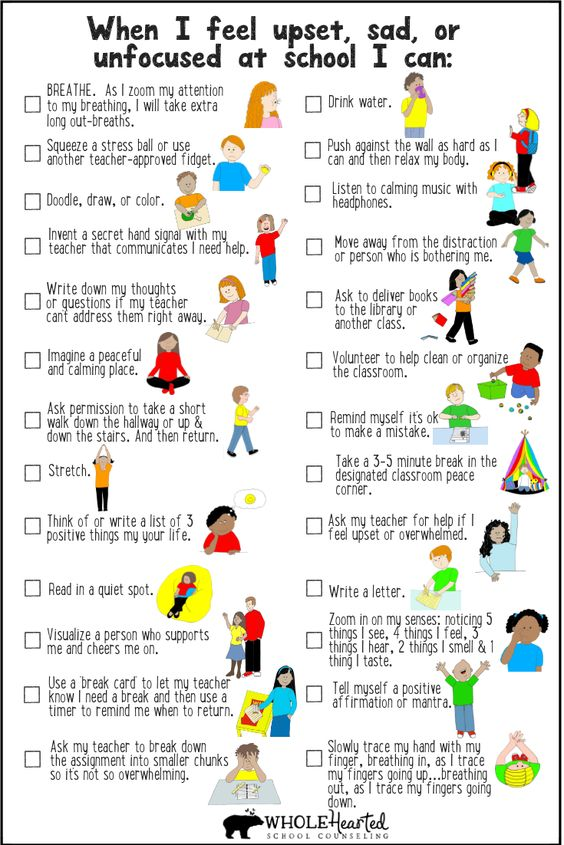 When I feel upset, sad, or
unfocused at school I can:
BREATHE. As I zoom my attention
to my breathing, I will take extra
long out-breaths.
Squeeze a stress ball or use
another teacher-approved fidget.
Doodle, draw, or color.
Invent a secret hand signal with my
teacher that communicates I need help.
Write down my thoughts
or questions if my teacher
can't address them right away.
Imagine a peaceful
and calming place.
Ask permission to take a short
walk down the hallway or up &
down the stairs. And then return.
Stretch.
Think of or write a list of 3
positive things my your life.
Read in a quiet spot.
Visualize a person who supports
me and cheers me on.
Use a 'break card' to let my teacher
know I need a break and then use a
timer to remind me when to return.
Ask my teacher to break down
the assignment into smaller chunks
so it's not so overwhelming.
Drink water.
Push against the wall as hard as I
can and then relax my body.
Listen to calming music with
headphones.
Move away from the distraction
or person who is bothering me.
Ask to deliver books
to the library or
another class.
Volunteer to help clean or organize
the classroom.
Remind myself it's ok
to make a mistake.
Take a 3-5 minute break in the
designated classroom peace
corner.
Ask my teacher for help if I
feel upset or overwhelmed.
Write a letter.
Zoom in on my senses: noticing 5
things I see, 4 things I feel, 3
things I hear, 2 things I smell & 1
thing I taste.
Tell myself a positive
affirmation or mantra.
Slowly trace my hand with my
finger, breathing in, as I trace
my fingers going up...breathing
out, as I trace my fingers going
down.
WHOLEHearted
SCHOOL COUNSELING